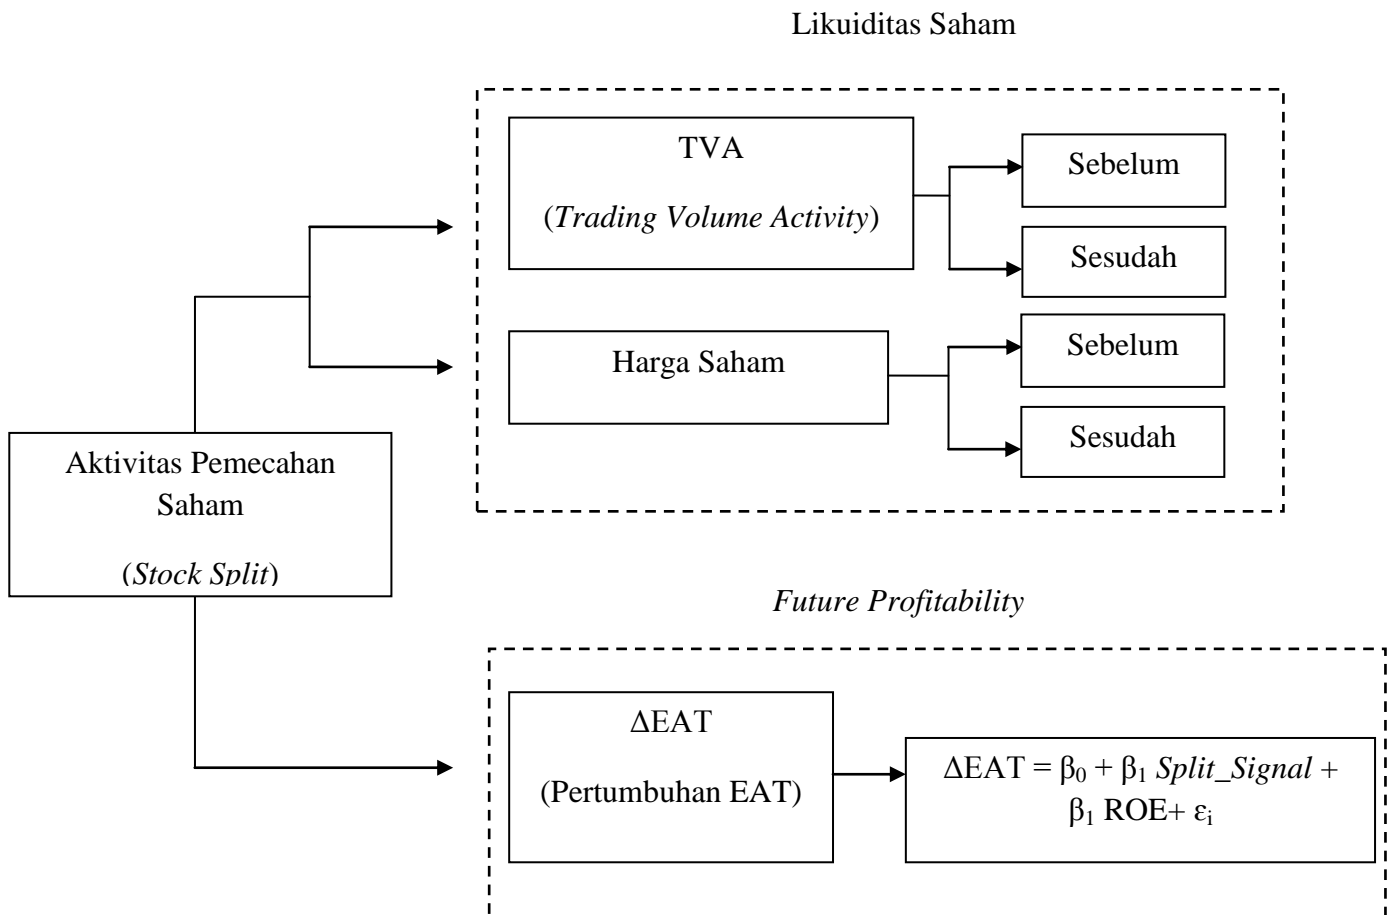 Likuiditas Saham
TVA
(Trading Volume Activity)
Sebelum
Sesudah
Harga Saham
Sebelum
Sesudah
Aktivitas Pemecahan
Saham
(Stock Split)
Future Profitability
ΔEAT
(Pertumbuhan EAT)
ΔEAT = β₀ + β₁ Split_Signal +
β₁ ROE+ εᵢ